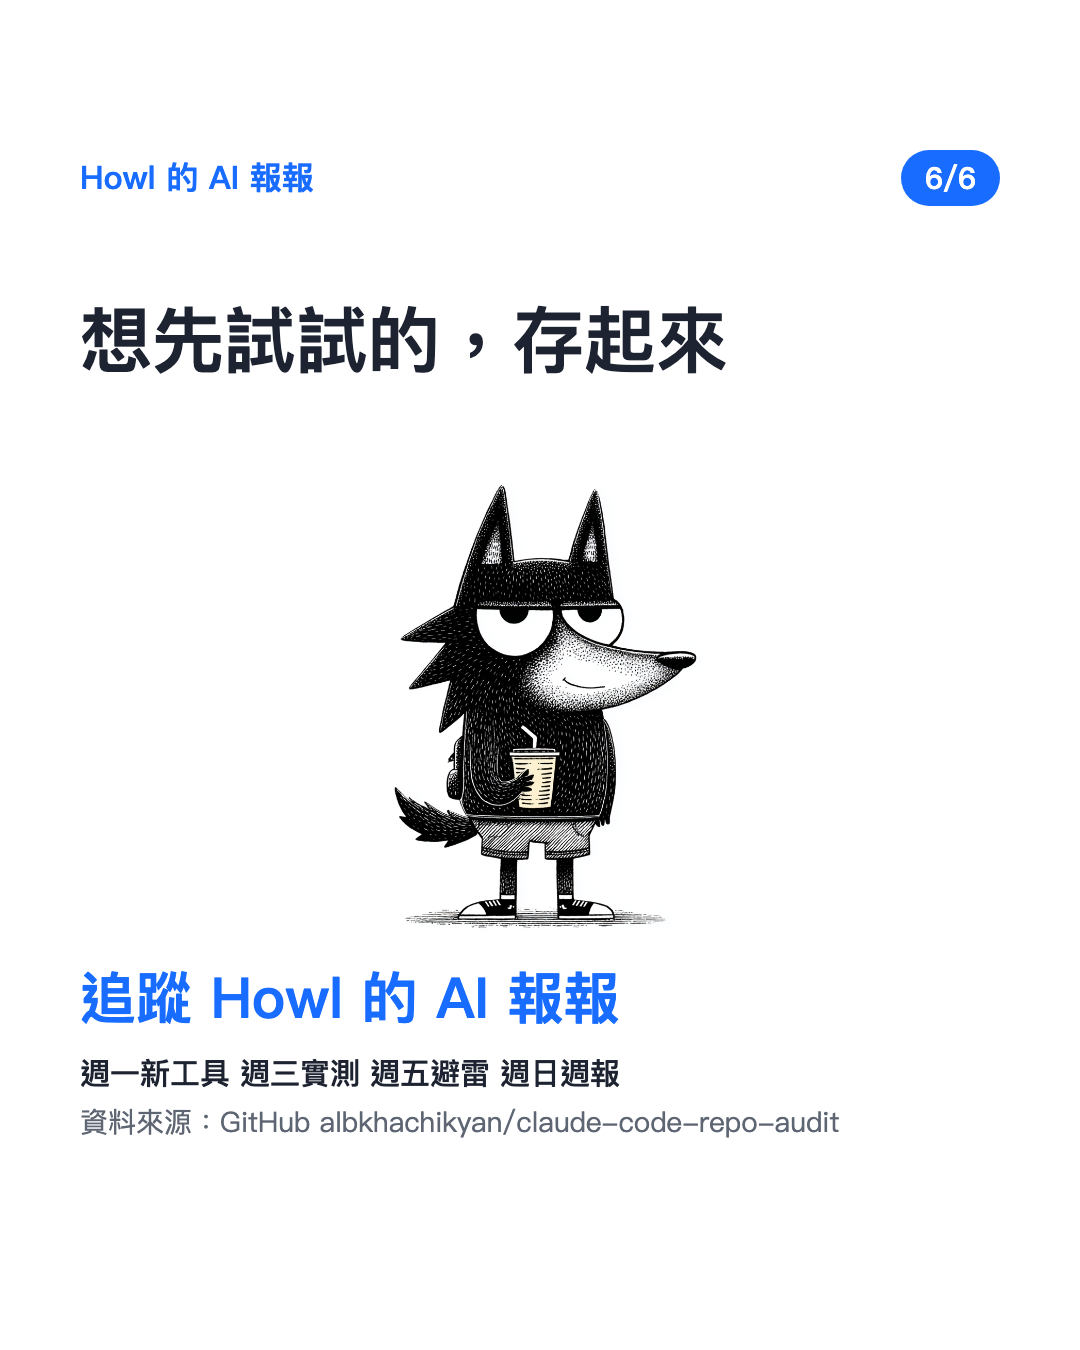 Howl 的 AI 報報
6/6
想先試試的，存起來
追蹤 Howl 的 AI 報報
週一新工具 週三實測 週五避雷 週日週報
資料來源：GitHub albkhachikyan/claude-code-repo-audit